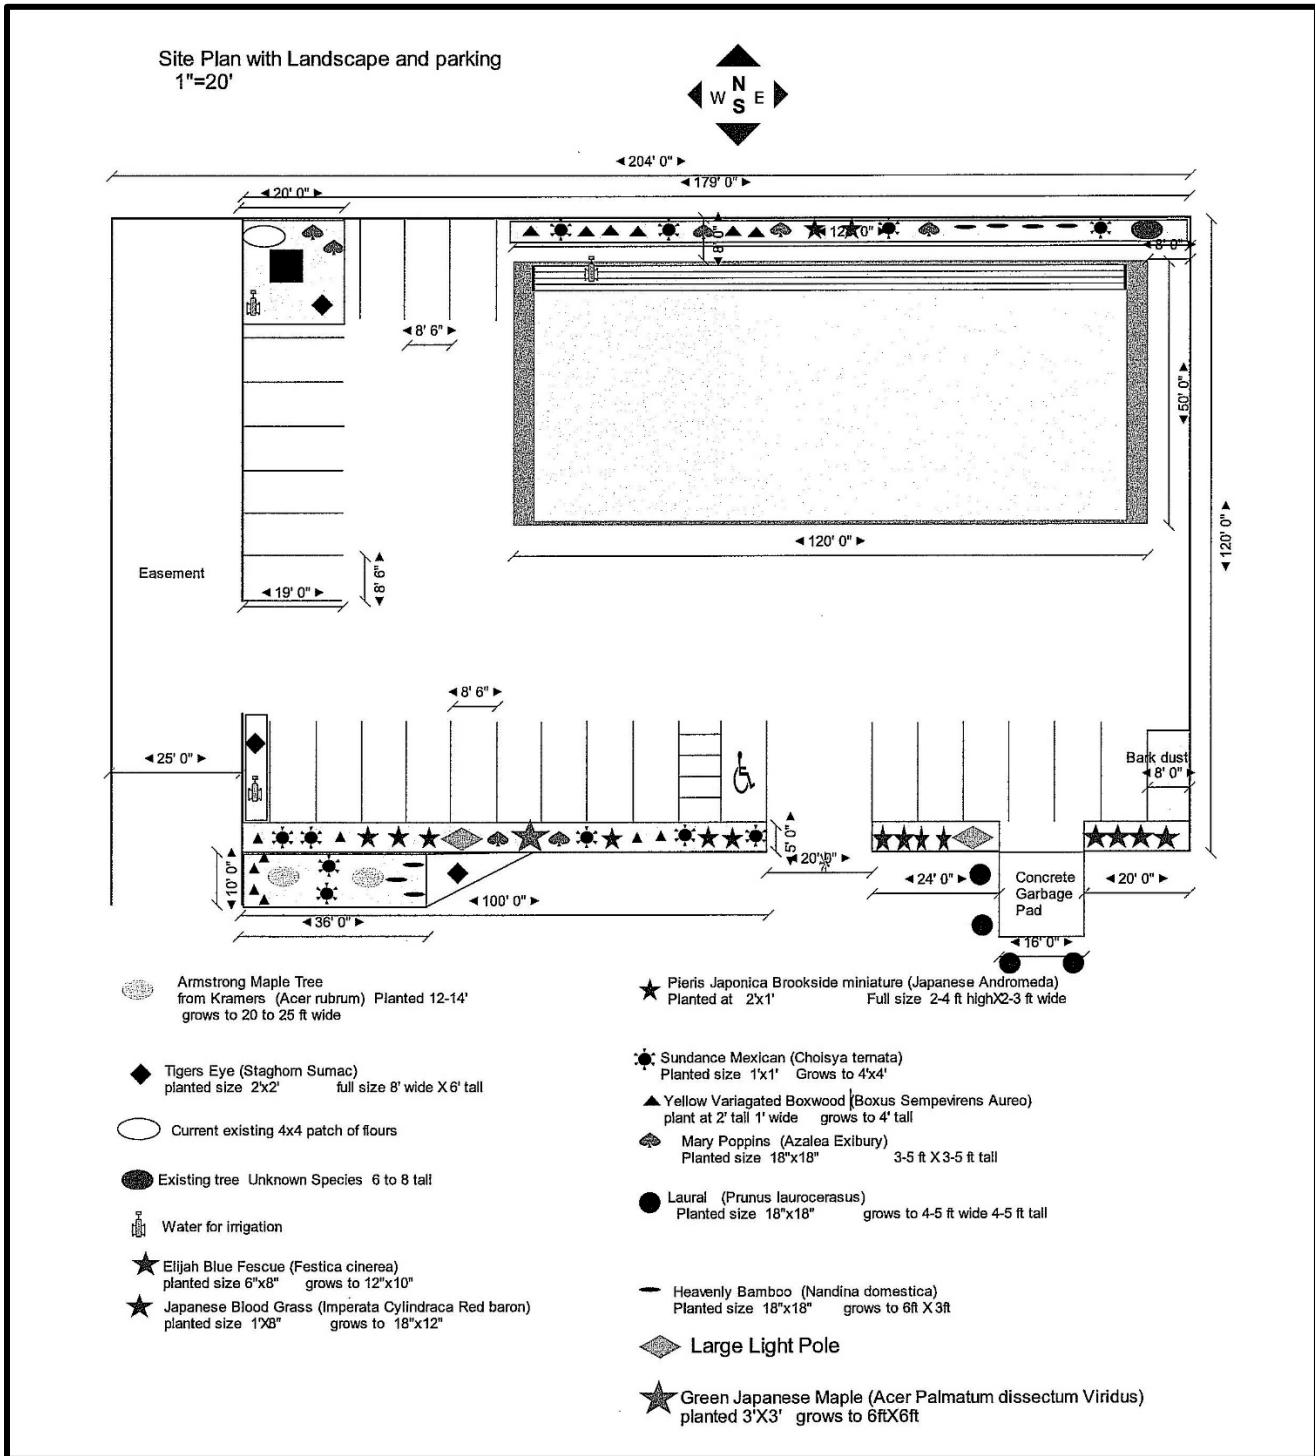 Site Plan with Landscape and parking
1"=20'
N
W E
S
204' 0"
179' 0"
20' 0"
8' 0"
8' 0"
8' 6"
50' 0"
120' 0"
120' 0"
Easement
8' 6"
19' 0"
8' 6"
25' 0"
Bark dust
8' 0"
5' 0"
20' 0"
10' 0"
24' 0"
Concrete
Garbage
Pad
20' 0"
100' 0"
36' 0"
16' 0"
Armstrong Maple Tree
from Kramers (Acer rubrum) Planted 12-14'
grows to 20 to 25 ft wide
Tigers Eye (Staghorn Sumac)
planted size 2'x2' full size 8' wide X 6' tall
Current existing 4x4 patch of flours
Existing tree Unknown Species 6 to 8 tall
Water for irrigation
Elijah Blue Fescue (Festica cinerea)
planted size 6"x8" grows to 12"x10"
Japanese Blood Grass (Imperata Cylindraca Red baron)
planted size 1'X8" grows to 18"x12"
Pieris Japonica Brookside miniature (Japanese Andromeda)
Planted at 2'x1' Full size 2-4 ft highX2-3 ft wide
Sundance Mexican (Choisya ternata)
Planted size 1'x1' Grows to 4'x4'
Yellow Variagated Boxwood (Boxus Sempevirens Aureo)
plant at 2' tall 1' wide grows to 4' tall
Mary Poppins (Azalea Exibury)
Planted size 18"x18" 3-5 ft X 3-5 ft tall
Laural (Prunus laurocerasus)
Planted size 18"x18" grows to 4-5 ft wide 4-5 ft tall
Heavenly Bamboo (Nandina domestica)
Planted size 18"x18" grows to 6ft X 3ft
Large Light Pole
Green Japanese Maple (Acer Palmatum dissectum Viridus)
planted 3'X3' grows to 6ftX6ft